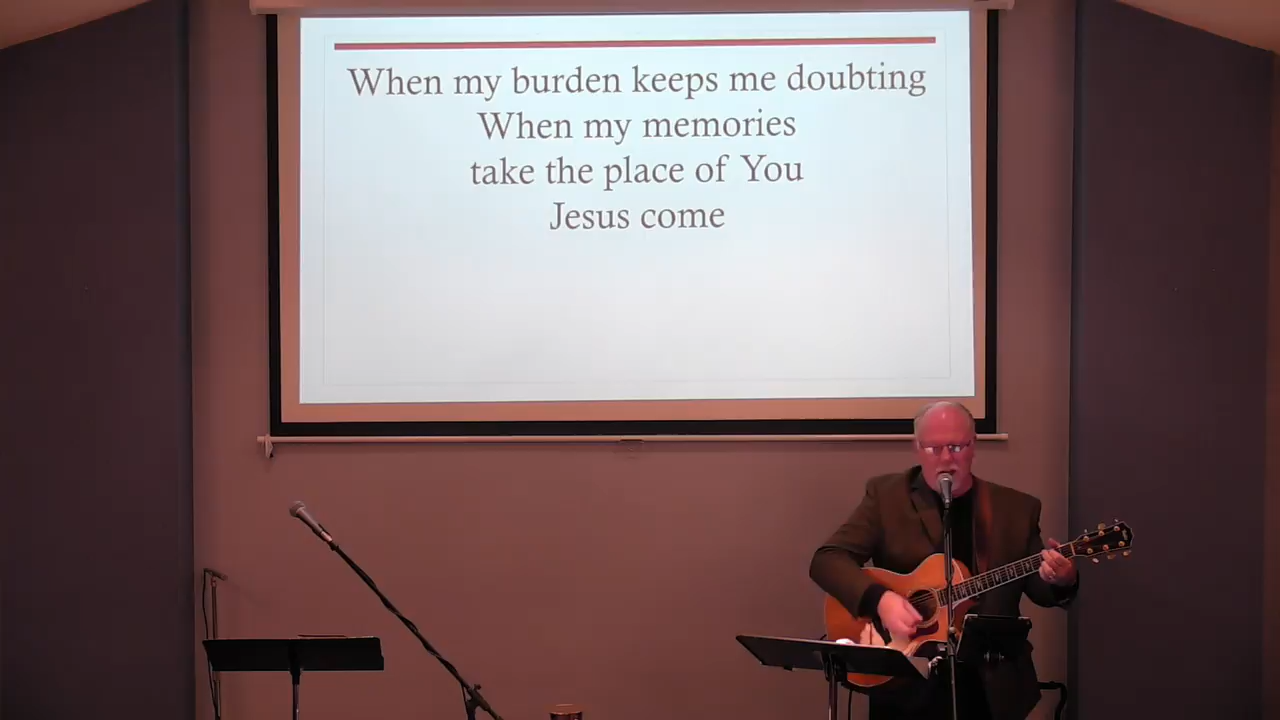 When my burden keeps me doubting
When my memories
take the place of You
Jesus come